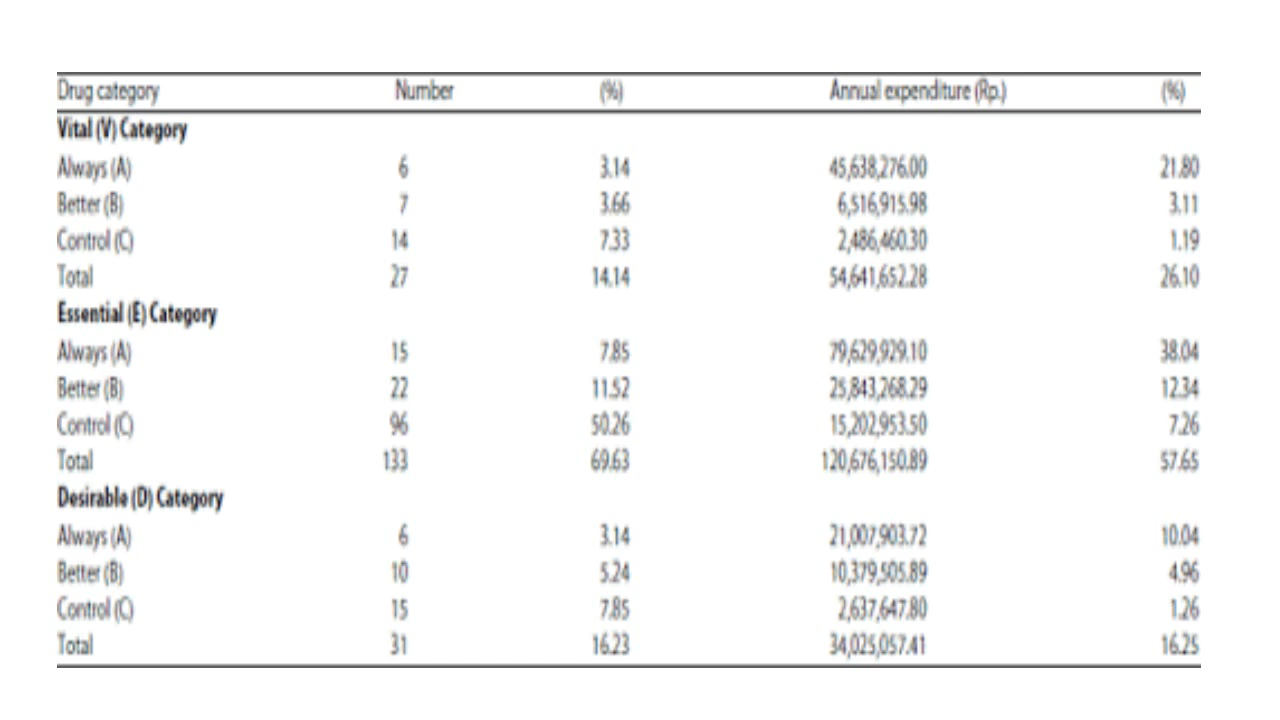 Drug category Number (%) Annual expenditure (Rp.) (%)
Vital (V) Category
Always (A) 6 3.14 45,638,276.00 21.80
Better (B) 7 3.66 6,516,915.98 3.11
Control (C) 14 7.33 2,486,460.30 1.19
Total 27 14.14 54,641,652.28 26.10
Essential (E) Category
Always (A) 15 7.85 79,629,929.10 38.04
Better (B) 22 11.52 25,843,268.29 12.34
Control (C) 96 50.26 15,202,953.50 7.26
Total 133 69.63 120,676,150.89 57.65
Desirable (D) Category
Always (A) 6 3.14 21,007,903.72 10.04
Better (B) 10 5.24 10,379,505.89 4.96
Control (C) 15 7.85 2,637,647.80 1.26
Total 31 16.23 34,025,057.41 16.25